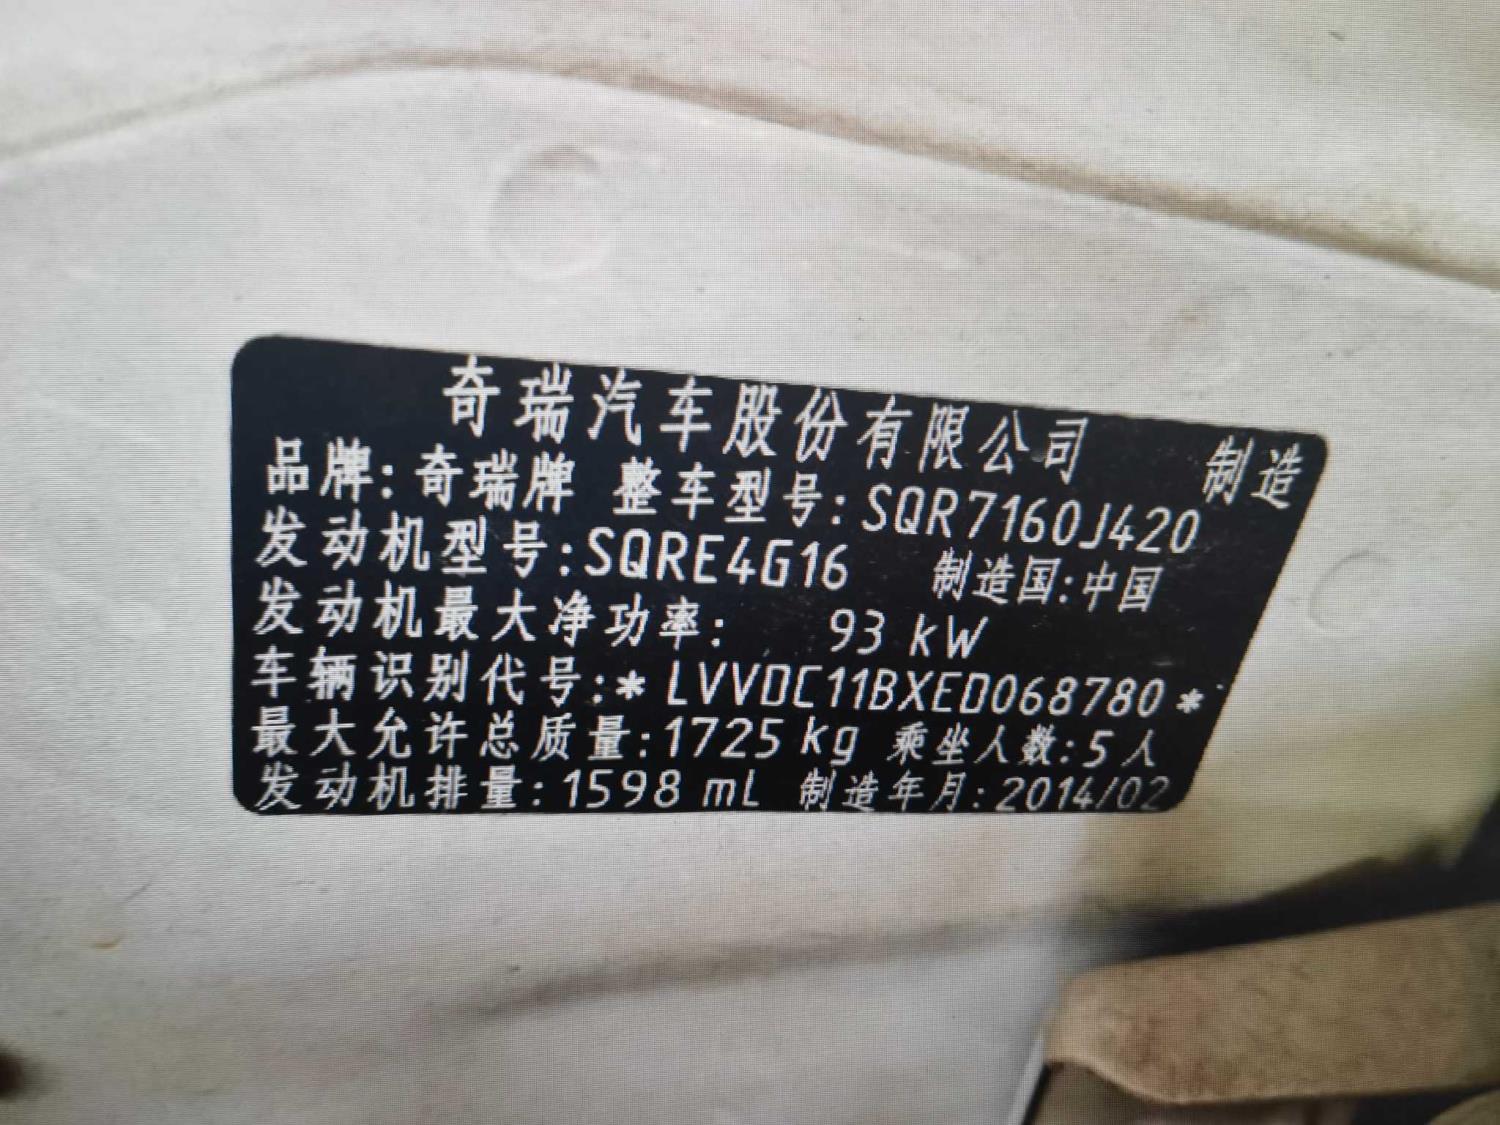 奇瑞汽车股份有限公司 制造
品牌:奇瑞牌 整车型号:SQR7160J420
发动机型号:SQRE4G16 制造国:中国
发动机最大净功率: 93 kW
车辆识别代号:*LVVDC11BXED068780*
最大允许总质量:1725 kg 乘坐人数:5人
发动机排量:1598 mL 制造年月:2014/02